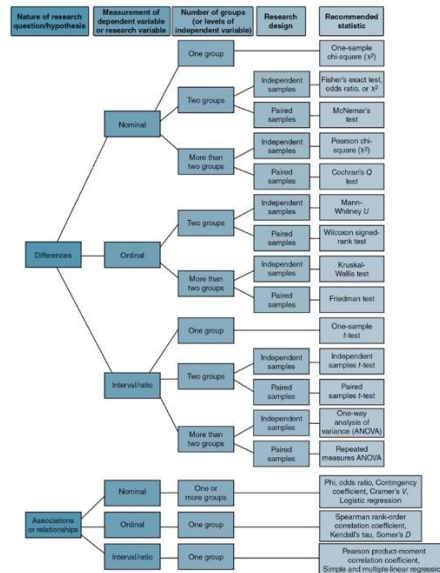 Nature of research
question/hypothesis
Measurement of
dependent variable
or research variable
Number of groups
(or levels of
independent variable)
Research
design
Recommended
statistic
Differences
Nominal
One group
One-sample
chi-square (χ²)
Two groups
Independent
samples
Fisher's exact test,
odds ratio, or χ²
Paired
samples
McNemar's
test
More than
two groups
Independent
samples
Pearson chi-
square (χ²)
Paired
samples
Cochran's Q
test
Ordinal
Two groups
Independent
samples
Mann-
Whitney U
Paired
samples
Wilcoxon signed-
rank test
More than
two groups
Independent
samples
Kruskal-
Wallis test
Paired
samples
Friedman test
Interval/ratio
One group
One-sample
t-test
Two groups
Independent
samples
Independent
samples t-test
Paired
samples
Paired
samples t-test
More than
two groups
Independent
samples
One-way
analysis of
variance (ANOVA)
Paired
samples
Repeated
measures ANOVA
Associations
or relationships
Nominal
One or
more groups
Phi, odds ratio, Contingency
coefficient, Cramer's V,
Logistic regression
Ordinal
One group
Spearman rank-order
correlation coefficient,
Kendall's tau, Somer's D
Interval/ratio
One group
Pearson product-moment
correlation coefficient,
Simple and multiple linear regression